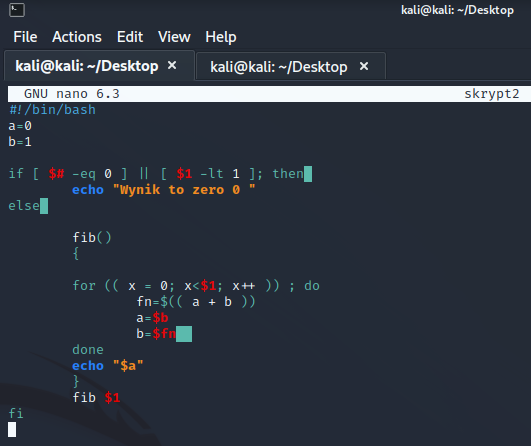 kali@kali: ~/Desktop
File Actions Edit View Help
kali@kali: ~/Desktop × kali@kali: ~/Desktop ×
GNU nano 6.3 skrypt2
#!/bin/bash
a=0
b=1
if [ $# -eq 0 ] || [ $1 -lt 1 ]; then
echo "Wynik to zero 0 "
else
fib()
{
for (( x = 0; x<$1; x++ )) ; do
fn=$(( a + b ))
a=$b
b=$fn
done
echo "$a"
}
fib $1
fi